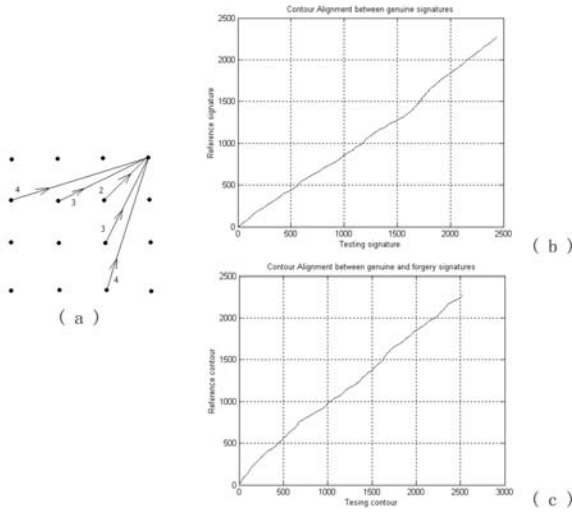 4
3
2
3
4
( a )
Contour Alignment between genuine signatures
2500
2000
1500
1000
500
0
Reference signature
0 500 1000 1500 2000 2500
Testing signature
( b )
Contour Alignment between genuine and forgery signatures
2500
2000
1500
1000
500
0
Reference contour
0 500 1000 1500 2000 2500 3000
Tesing contour
( c )